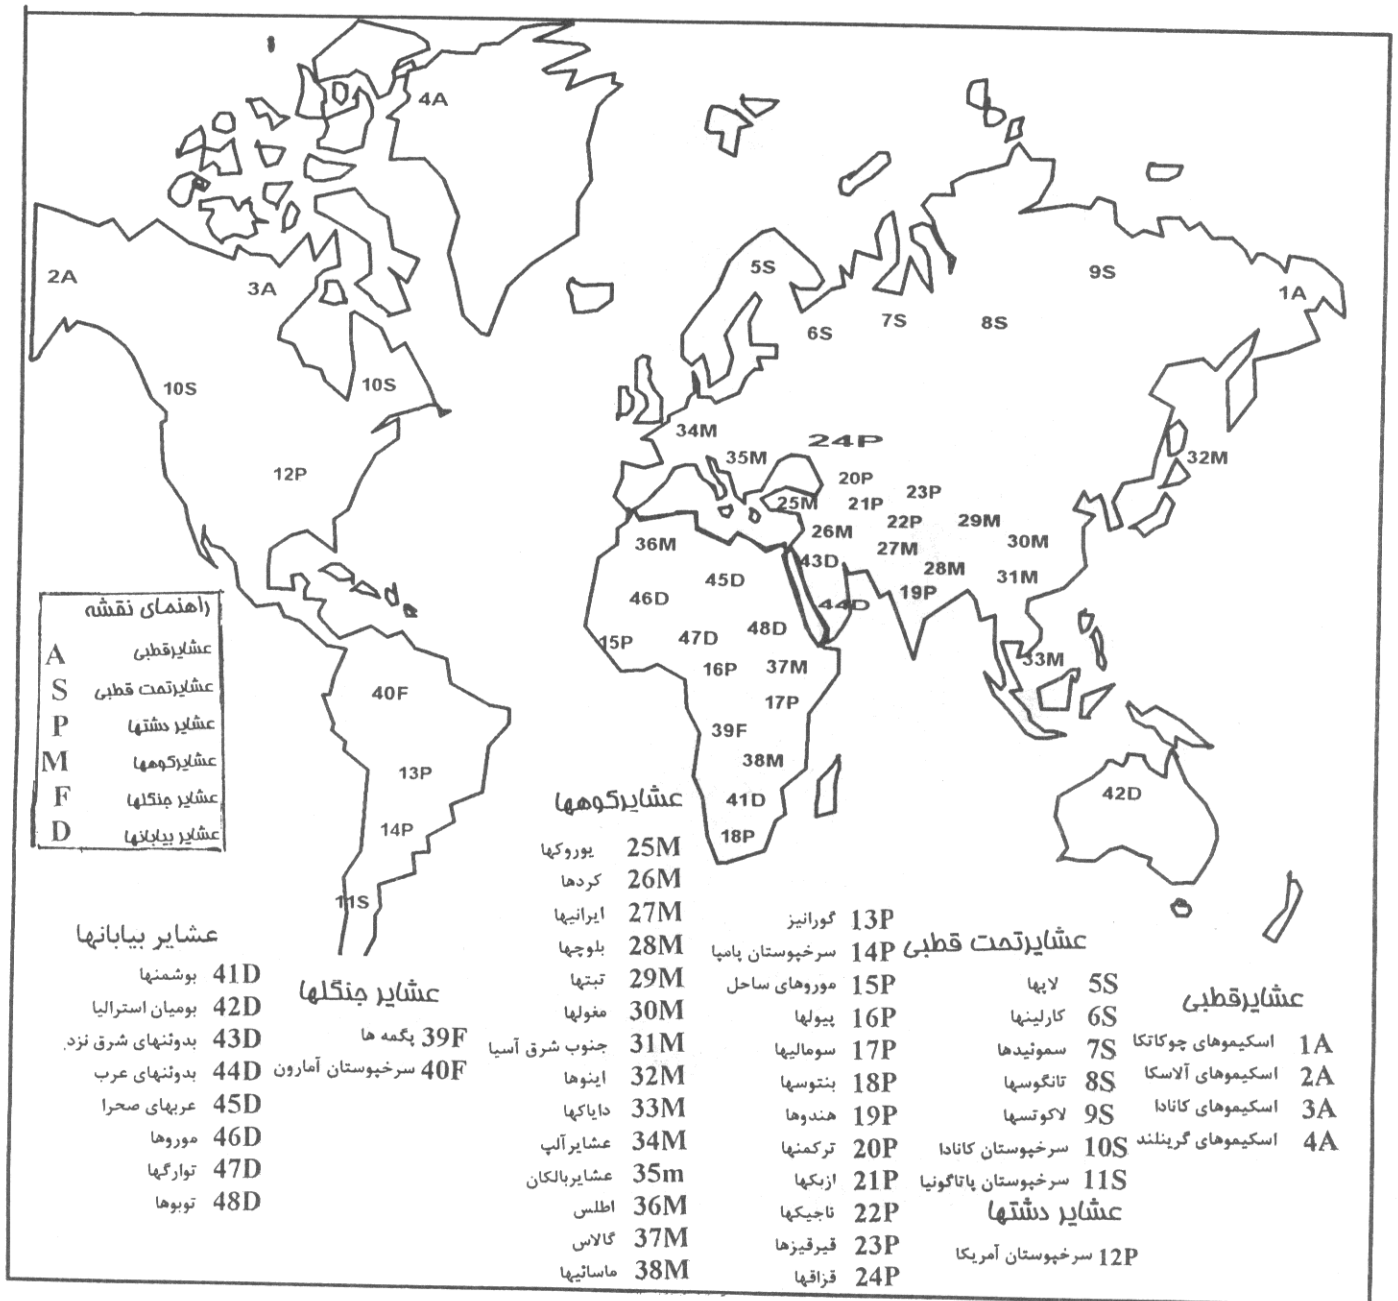 4A
5S
9S
2A
3A
1A
6S
7S
8S
10S
10S
34M
24P
35M
32M
12P
20P
23P
25M
21P
22P
29M
26M
36M
27M
30M
43D
28M
31M
45D
19P
46D
44D
48D
47D
15P
16P
37M
33M
40F
17P
39F
38M
13P
41D
42D
14P
18P
11S
راهنمای نقشه
عشایرقطبی A
عشایرتحت قطبی S
عشایر دشتها P
عشایرکوهها M
عشایر جنگلها F
عشایر بیابانها D
عشایرقطبی
1A اسکیموهای چوکاتکا
2A اسکیموهای آلاسکا
3A اسکیموهای کانادا
4A اسکیموهای گرینلند
عشایرتحت قطبی
5S لاپها
6S کارلینها
7S سموئیدها
8S تانگوسها
9S لاکوتسها
10S سرخپوستان کانادا
11S سرخپوستان پاتاگونیا
عشایر دشتها
12P سرخپوستان آمریکا
13P گورانیز
14P سرخپوستان پامپا
15P موروهای ساحل
16P پیولها
17P سومالیها
18P بنتوسها
19P هندوها
20P ترکمنها
21P ازبکها
22P تاجیکها
23P قیرقیزها
24P قزاقها
عشایرکوهها
25M یوروکها
26M کردها
27M ایرانیها
28M بلوچها
29M تبتها
30M مغولها
31M جنوب شرق آسیا
32M اینوها
33M دایاکها
34M عشایرآلپ
35m عشایربالکان
36M اطلس
37M گالاس
38M ماسائیها
عشایر جنگلها
39F پگمه ها
40F سرخپوستان آمارون
عشایر بیابانها
41D بوشمنها
42D بومیان استرالیا
43D بدوئنهای شرق نزد.
44D بدوئنهای عرب
45D عربهای صحرا
46D موروها
47D توارگها
48D توبوها